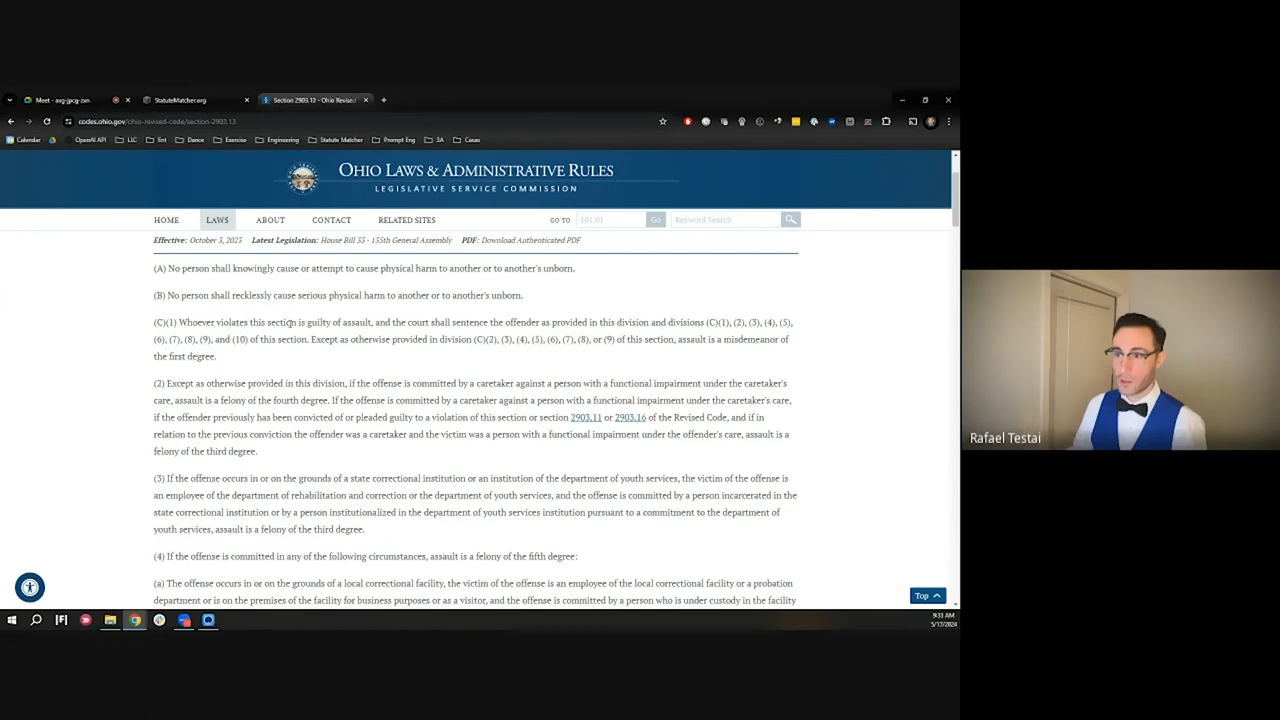 Meet - axg-jpcg-zxn
StatuteMatcher.org
Section 2903.13 - Ohio Revised
codes.ohio.gov/ohio-revised-code/section-2903.13
Calendar
OpenAI API
LLC
Ent
Dance
Exercise
Engineering
Statute Matcher
Prompt Eng
3A
Cases
OHIO LAWS & ADMINISTRATIVE RULES
LEGISLATIVE SERVICE COMMISSION
HOME LAWS ABOUT CONTACT RELATED SITES GO TO 101.01 Go Keyword Search
Effective: October 3, 2023 Latest Legislation: House Bill 33 - 135th General Assembly PDF: Download Authenticated PDF
(A) No person shall knowingly cause or attempt to cause physical harm to another or to another's unborn.
(B) No person shall recklessly cause serious physical harm to another or to another's unborn.
(C)(1) Whoever violates this section is guilty of assault, and the court shall sentence the offender as provided in this division and divisions (C)(1), (2), (3), (4), (5),
(6), (7), (8), (9), and (10) of this section. Except as otherwise provided in division (C)(2), (3), (4), (5), (6), (7), (8), or (9) of this section, assault is a misdemeanor of
the first degree.
(2) Except as otherwise provided in this division, if the offense is committed by a caretaker against a person with a functional impairment under the caretaker's
care, assault is a felony of the fourth degree. If the offense is committed by a caretaker against a person with a functional impairment under the caretaker's care,
if the offender previously has been convicted of or pleaded guilty to a violation of this section or section 2903.11 or 2903.16 of the Revised Code, and if in
relation to the previous conviction the offender was a caretaker and the victim was a person with a functional impairment under the offender's care, assault is a
felony of the third degree.
(3) If the offense occurs in or on the grounds of a state correctional institution or an institution of the department of youth services, the victim of the offense is
an employee of the department of rehabilitation and correction or the department of youth services, and the offense is committed by a person incarcerated in the
state correctional institution or by a person institutionalized in the department of youth services institution pursuant to a commitment to the department of
youth services, assault is a felony of the third degree.
(4) If the offense is committed in any of the following circumstances, assault is a felony of the fifth degree:
(a) The offense occurs in or on the grounds of a local correctional facility, the victim of the offense is an employee of the local correctional facility or a probation
department or is on the premises of the facility for business purposes or as a visitor, and the offense is committed by a person who is under custody in the facility
Top
9:33 AM
5/17/2024
Rafael Testai